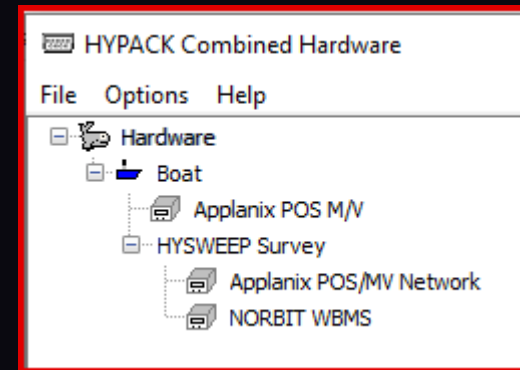 HYPACK Combined Hardware
File Options Help
Hardware
Boat
Applanix POS M/V
HYSWEEP Survey
Applanix POS/MV Network
NORBIT WBMS